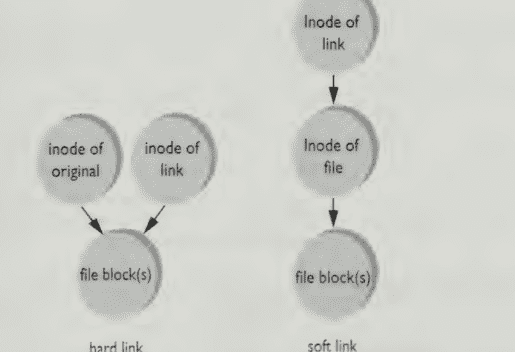 Inode of
link
inode of
original
inode of
link
Inode of
file
file block(s)
file block(s)
hard link
soft link